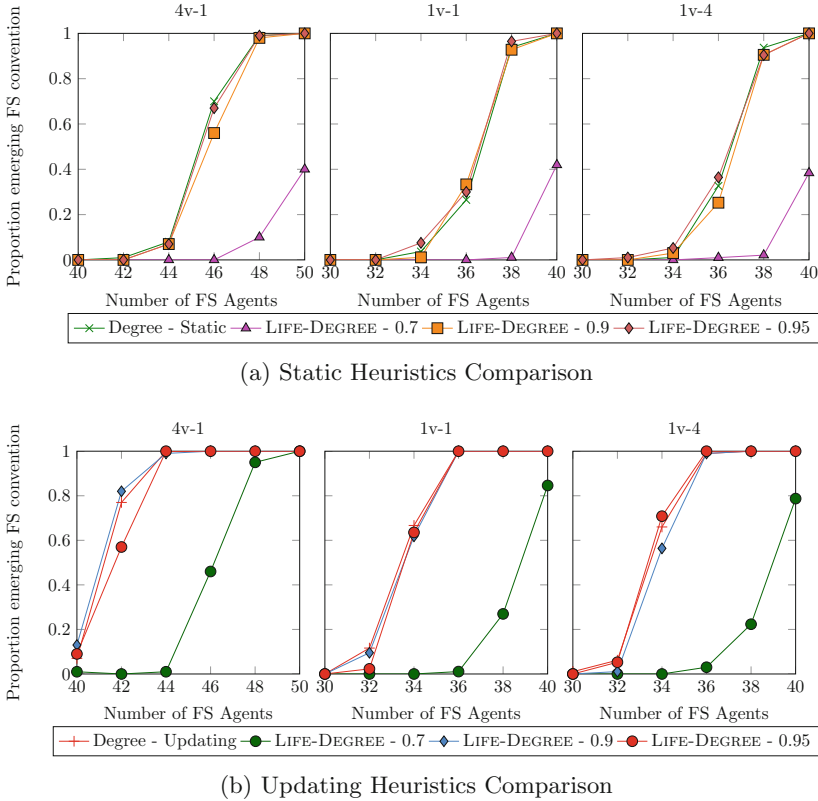 4v-1 1v-1 1v-4
Proportion emerging FS convention
1
0.8
0.6
0.4
0.2
0
40 42 44 46 48 50 30 32 34 36 38 40 30 32 34 36 38 40
Number of FS Agents Number of FS Agents Number of FS Agents
Degree - Static LIFE-DEGREE - 0.7 LIFE-DEGREE - 0.9 LIFE-DEGREE - 0.95
(a) Static Heuristics Comparison
4v-1 1v-1 1v-4
Proportion emerging FS convention
1
0.8
0.6
0.4
0.2
0
40 42 44 46 48 50 30 32 34 36 38 40 30 32 34 36 38 40
Number of FS Agents Number of FS Agents Number of FS Agents
Degree - Updating LIFE-DEGREE - 0.7 LIFE-DEGREE - 0.9 LIFE-DEGREE - 0.95
(b) Updating Heuristics Comparison